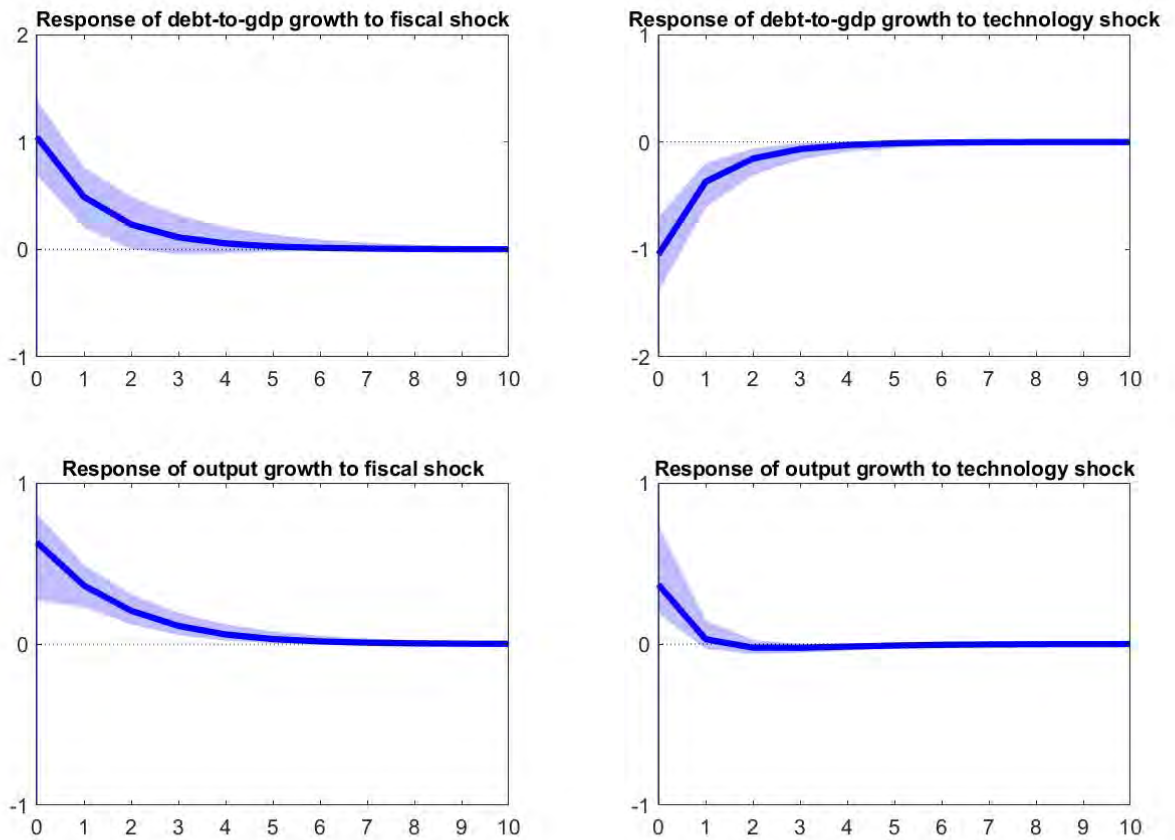 Response of debt-to-gdp growth to fiscal shock
2
1
0
-1
0 1 2 3 4 5 6 7 8 9 10
Response of debt-to-gdp growth to technology shock
1
0
-1
-2
0 1 2 3 4 5 6 7 8 9 10
Response of output growth to fiscal shock
1
0
-1
0 1 2 3 4 5 6 7 8 9 10
Response of output growth to technology shock
1
0
-1
0 1 2 3 4 5 6 7 8 9 10